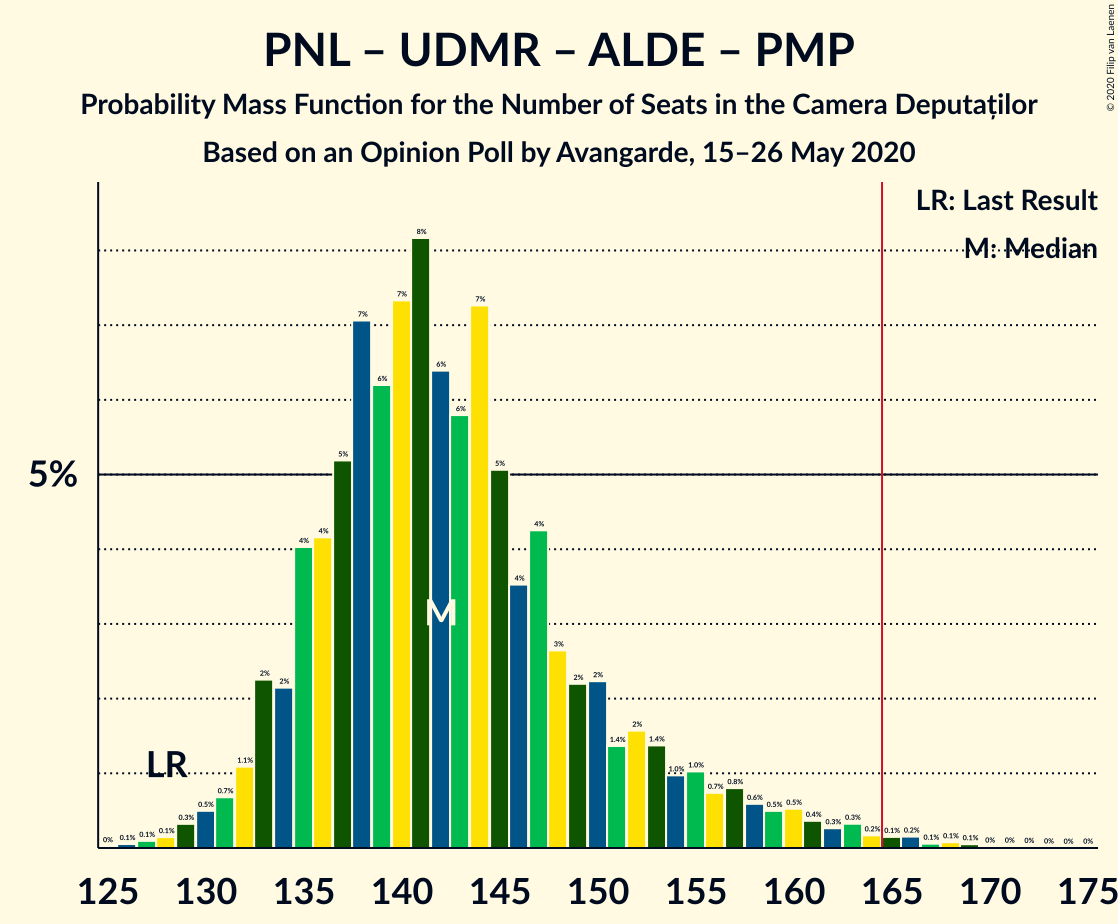 PNL – UDMR – ALDE – PMP
Probability Mass Function for the Number of Seats in the Camera Deputaților
Based on an Opinion Poll by Avangarde, 15–26 May 2020
© 2020 Filip van Laenen
LR: Last Result
M: Median
5%
LR
M
0% 0.1% 0.1% 0.1% 0.3% 0.5% 0.7% 1.1% 2% 2% 4% 4% 5% 7% 6% 7% 8% 6% 6% 7% 5% 4% 4% 3% 2% 2% 1.4% 2% 1.4% 1.0% 1.0% 0.7% 0.8% 0.6% 0.5% 0.5% 0.4% 0.3% 0.3% 0.2% 0.1% 0.2% 0.1% 0.1% 0.1% 0% 0% 0% 0% 0% 0%
125 130 135 140 145 150 155 160 165 170 175